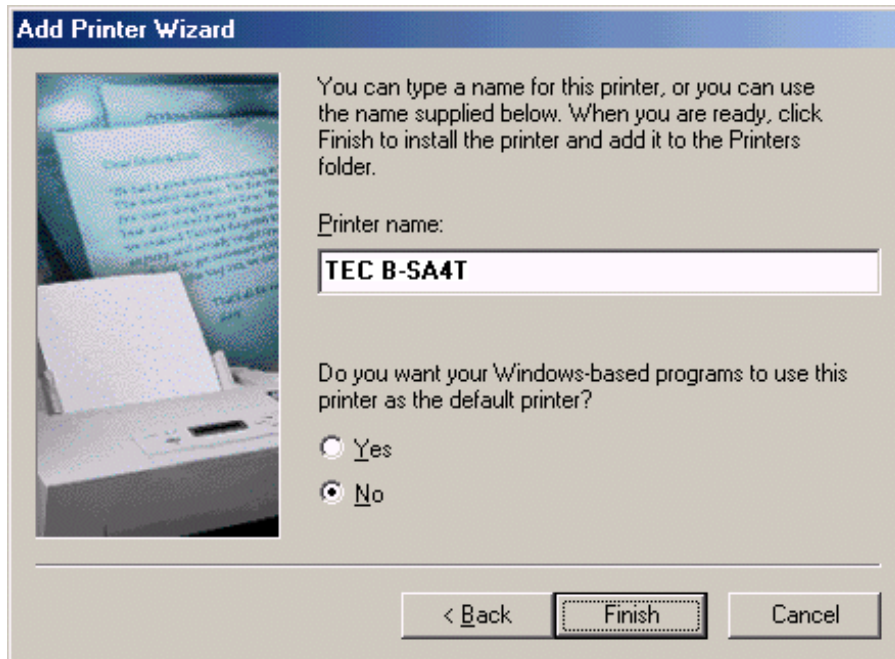 Add Printer Wizard
You can type a name for this printer, or you can use
the name supplied below. When you are ready, click
Finish to install the printer and add it to the Printers
folder.
Printer name:
TEC B-SA4T
Do you want your Windows-based programs to use this
printer as the default printer?
Yes
No
< Back
Finish
Cancel